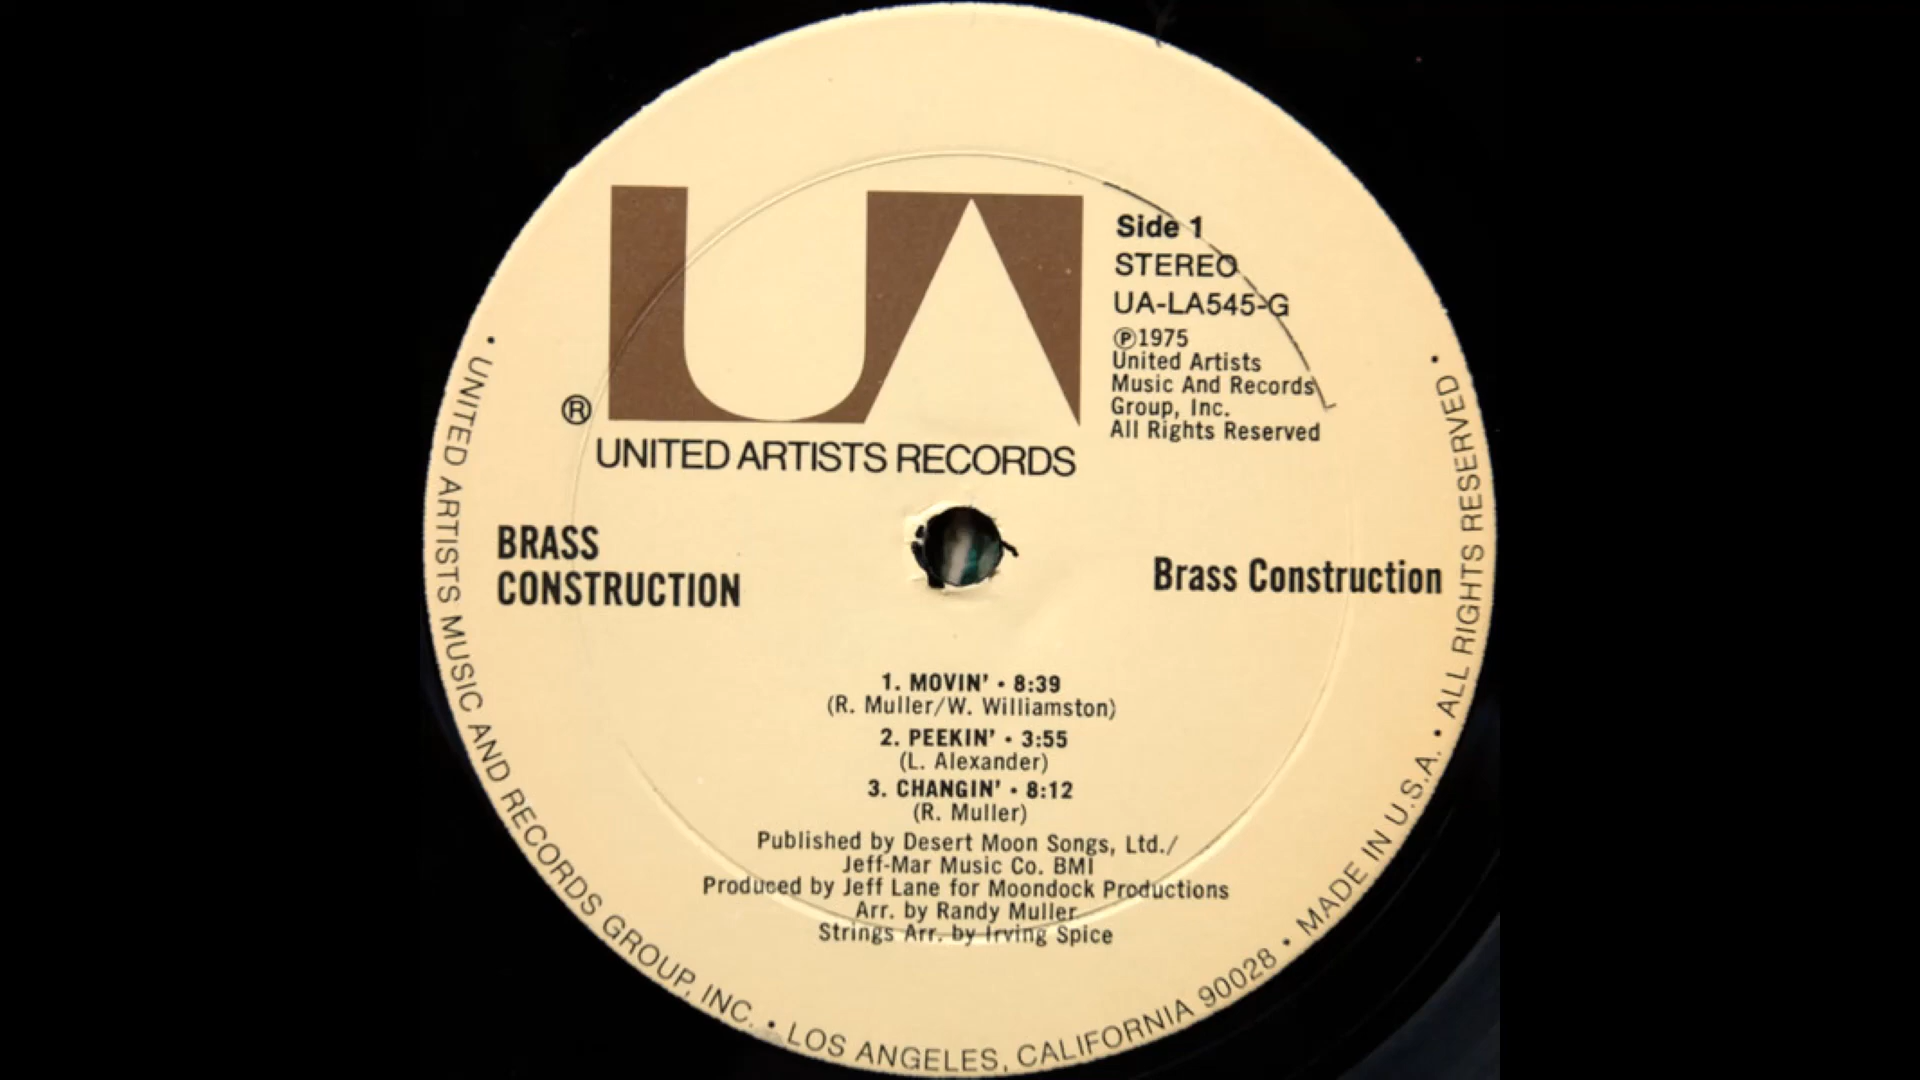 UA
Side 1
STEREO
UA-LA545-G
Ⓟ1975
United Artists
Music And Records
Group, Inc.
All Rights Reserved
®
UNITED ARTISTS RECORDS
BRASS
CONSTRUCTION
Brass Construction
1. MOVIN' • 8:39
(R. Muller/W. Williamston)
2. PEEKIN' • 3:55
(L. Alexander)
3. CHANGIN' • 8:12
(R. Muller)
Published by Desert Moon Songs, Ltd./
Jeff-Mar Music Co. BMI
Produced by Jeff Lane for Moondock Productions
Arr. by Randy Muller
Strings Arr. by Irving Spice
• UNITED ARTISTS MUSIC AND RECORDS GROUP, INC. • LOS ANGELES, CALIFORNIA 90028 • MADE IN U.S.A. • ALL RIGHTS RESERVED •